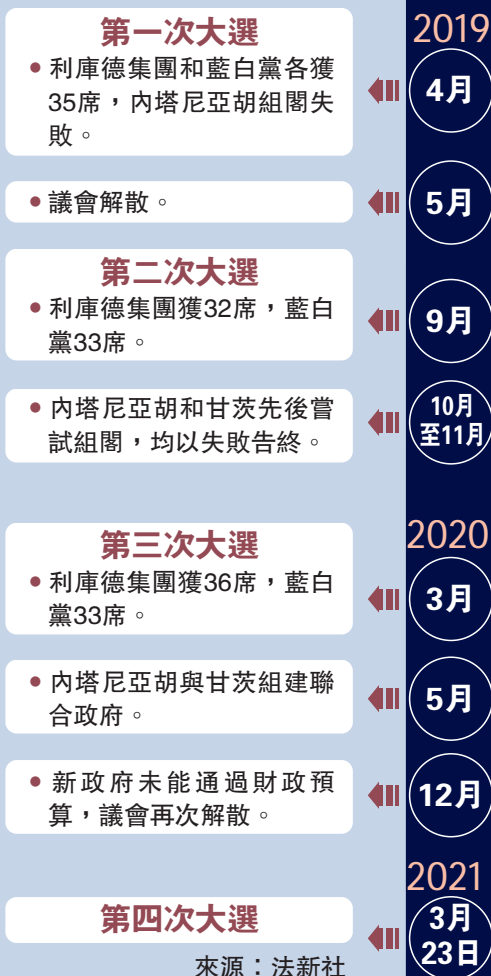 2019
4月
第一次大選
• 利庫德集團和藍白黨各獲
35席，內塔尼亞胡組閣失
敗。
5月
• 議會解散。
9月
第二次大選
• 利庫德集團獲32席，藍白
黨33席。
10月
至11月
• 內塔尼亞胡和甘茨先後嘗
試組閣，均以失敗告終。
2020
3月
第三次大選
• 利庫德集團獲36席，藍白
黨33席。
5月
• 內塔尼亞胡與甘茨組建聯
合政府。
12月
• 新政府未能通過財政預
算，議會再次解散。
2021
3月
23日
第四次大選
來源：法新社